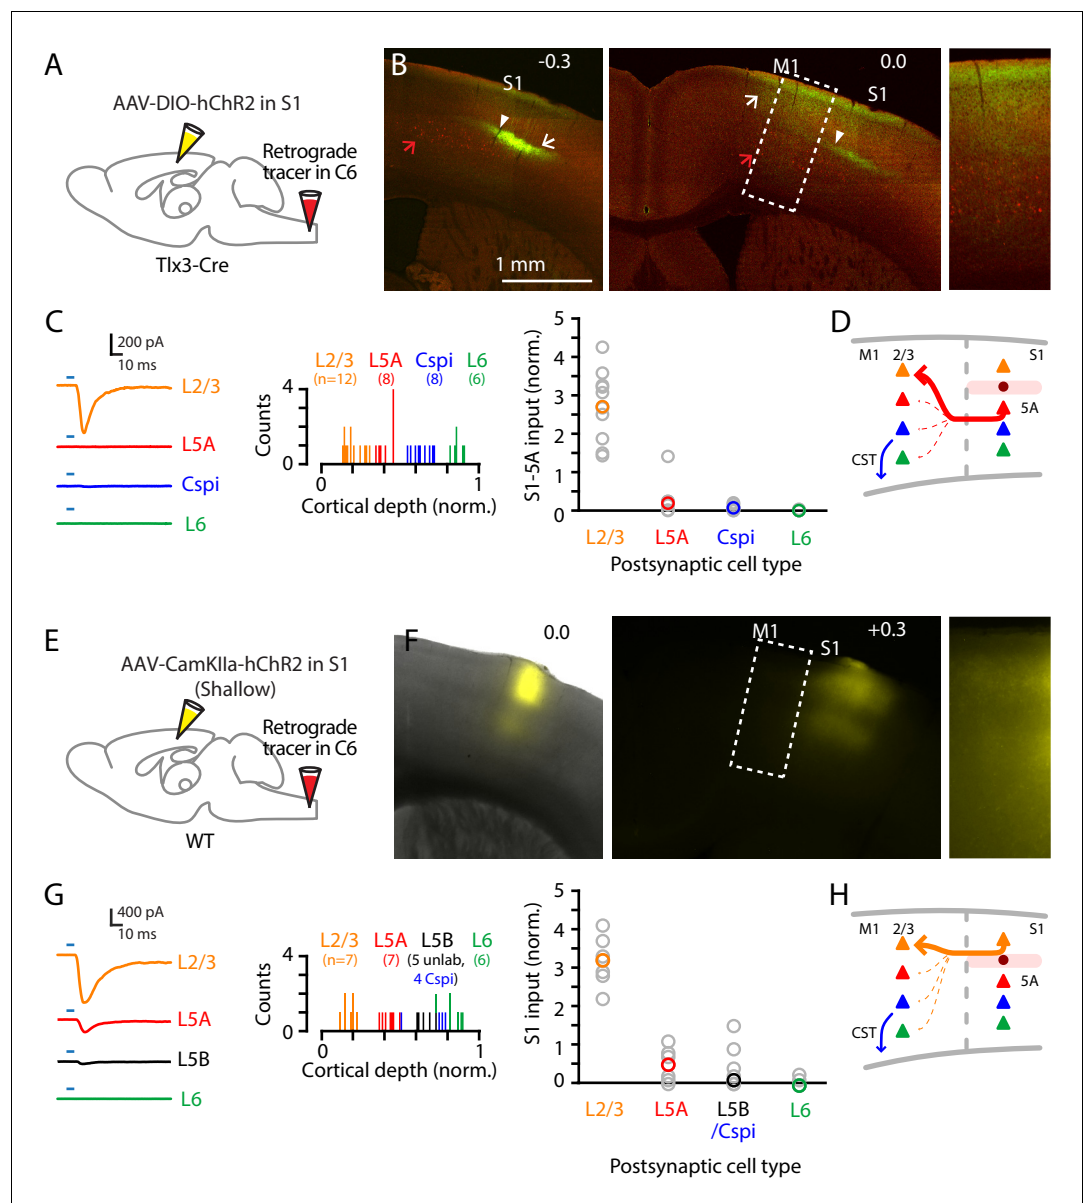 A
AAV-DIO-hChR2 in S1
Retrograde
tracer in C6
Tlx3-Cre
B
-0.3
S1
1 mm
M1
0.0
S1
C
200 pA
10 ms
L2/3
L5A
Cspi
L6
L2/3 L5A Cspi L6
(n=12) (8) (8) (6)
4
Counts
0
0 1
Cortical depth (norm.)
5
4
3
2
1
0
S1-5A input (norm.)
L2/3 L5A Cspi L6
Postsynaptic cell type
D
M1 2/3 S1
5A
CST
E
AAV-CamKIIa-hChR2 in S1
(Shallow)
Retrograde
tracer in C6
WT
F
0.0
M1
S1
+0.3
G
400 pA
10 ms
L2/3
L5A
L5B
L6
L2/3 L5A L5B L6
(n=7) (7) (5 unlab, (6)
4 Cspi)
4
Counts
0
0 1
Cortical depth (norm.)
5
4
3
2
1
0
S1 input (norm.)
L2/3 L5A L5B L6
/Cspi
Postsynaptic cell type
H
M1 2/3 S1
5A
CST